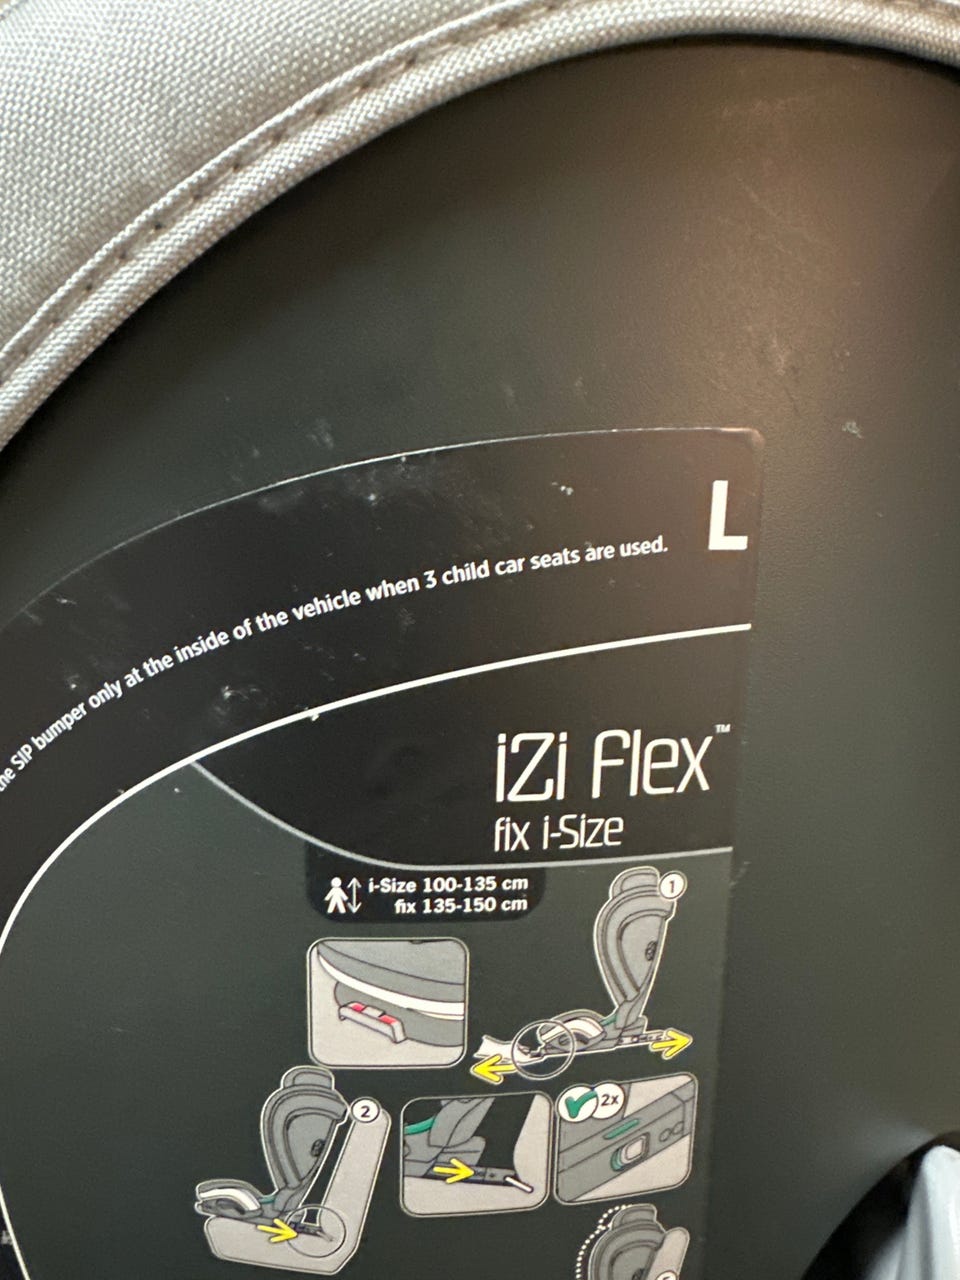 L
the SIP bumper only at the inside of the vehicle when 3 child car seats are used.
iZi Flex™
fix i-Size
i-Size 100-135 cm
fix 135-150 cm
1
2
2x